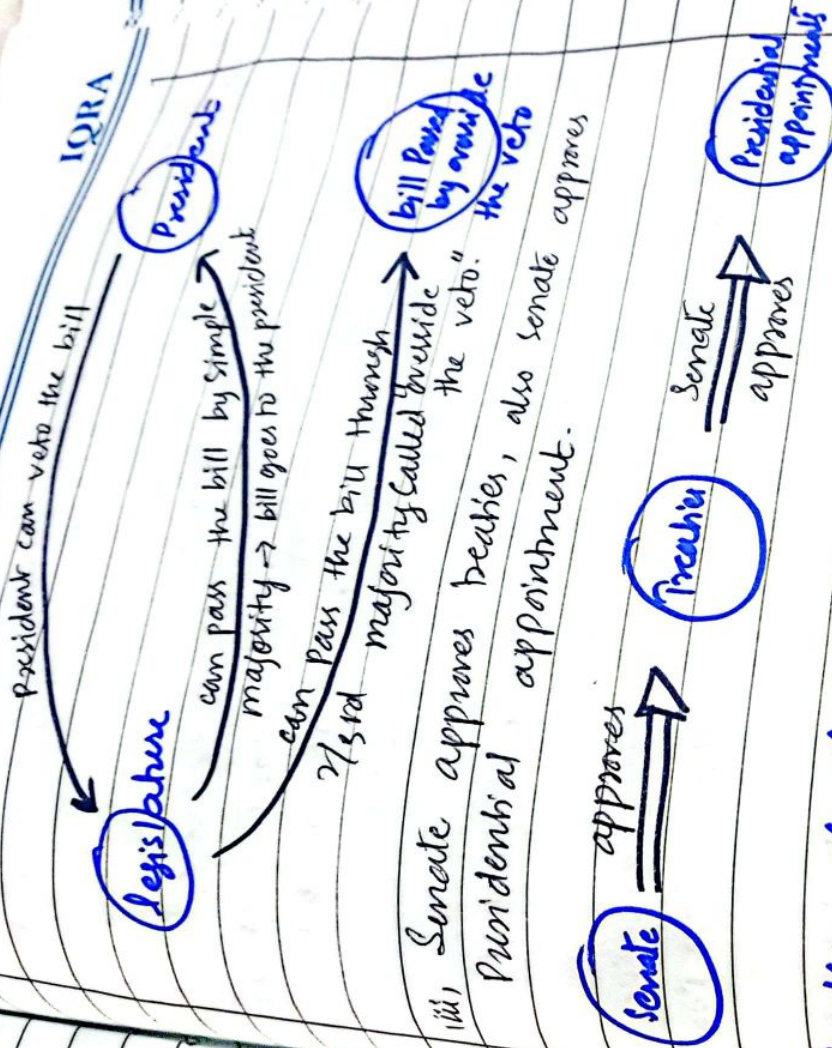 IQRA
president can veto the bill
President
legislature
can pass the bill by simple
majority → bill goes to the president
can pass the bill through
2/3rd majority called "override
the veto."
bill Passed
by override
the veto
iii, Senate approves treaties, also senate approves
Presidential appointment.
Senate
approves
Treaties
Senate
approves
Presidential
appointments